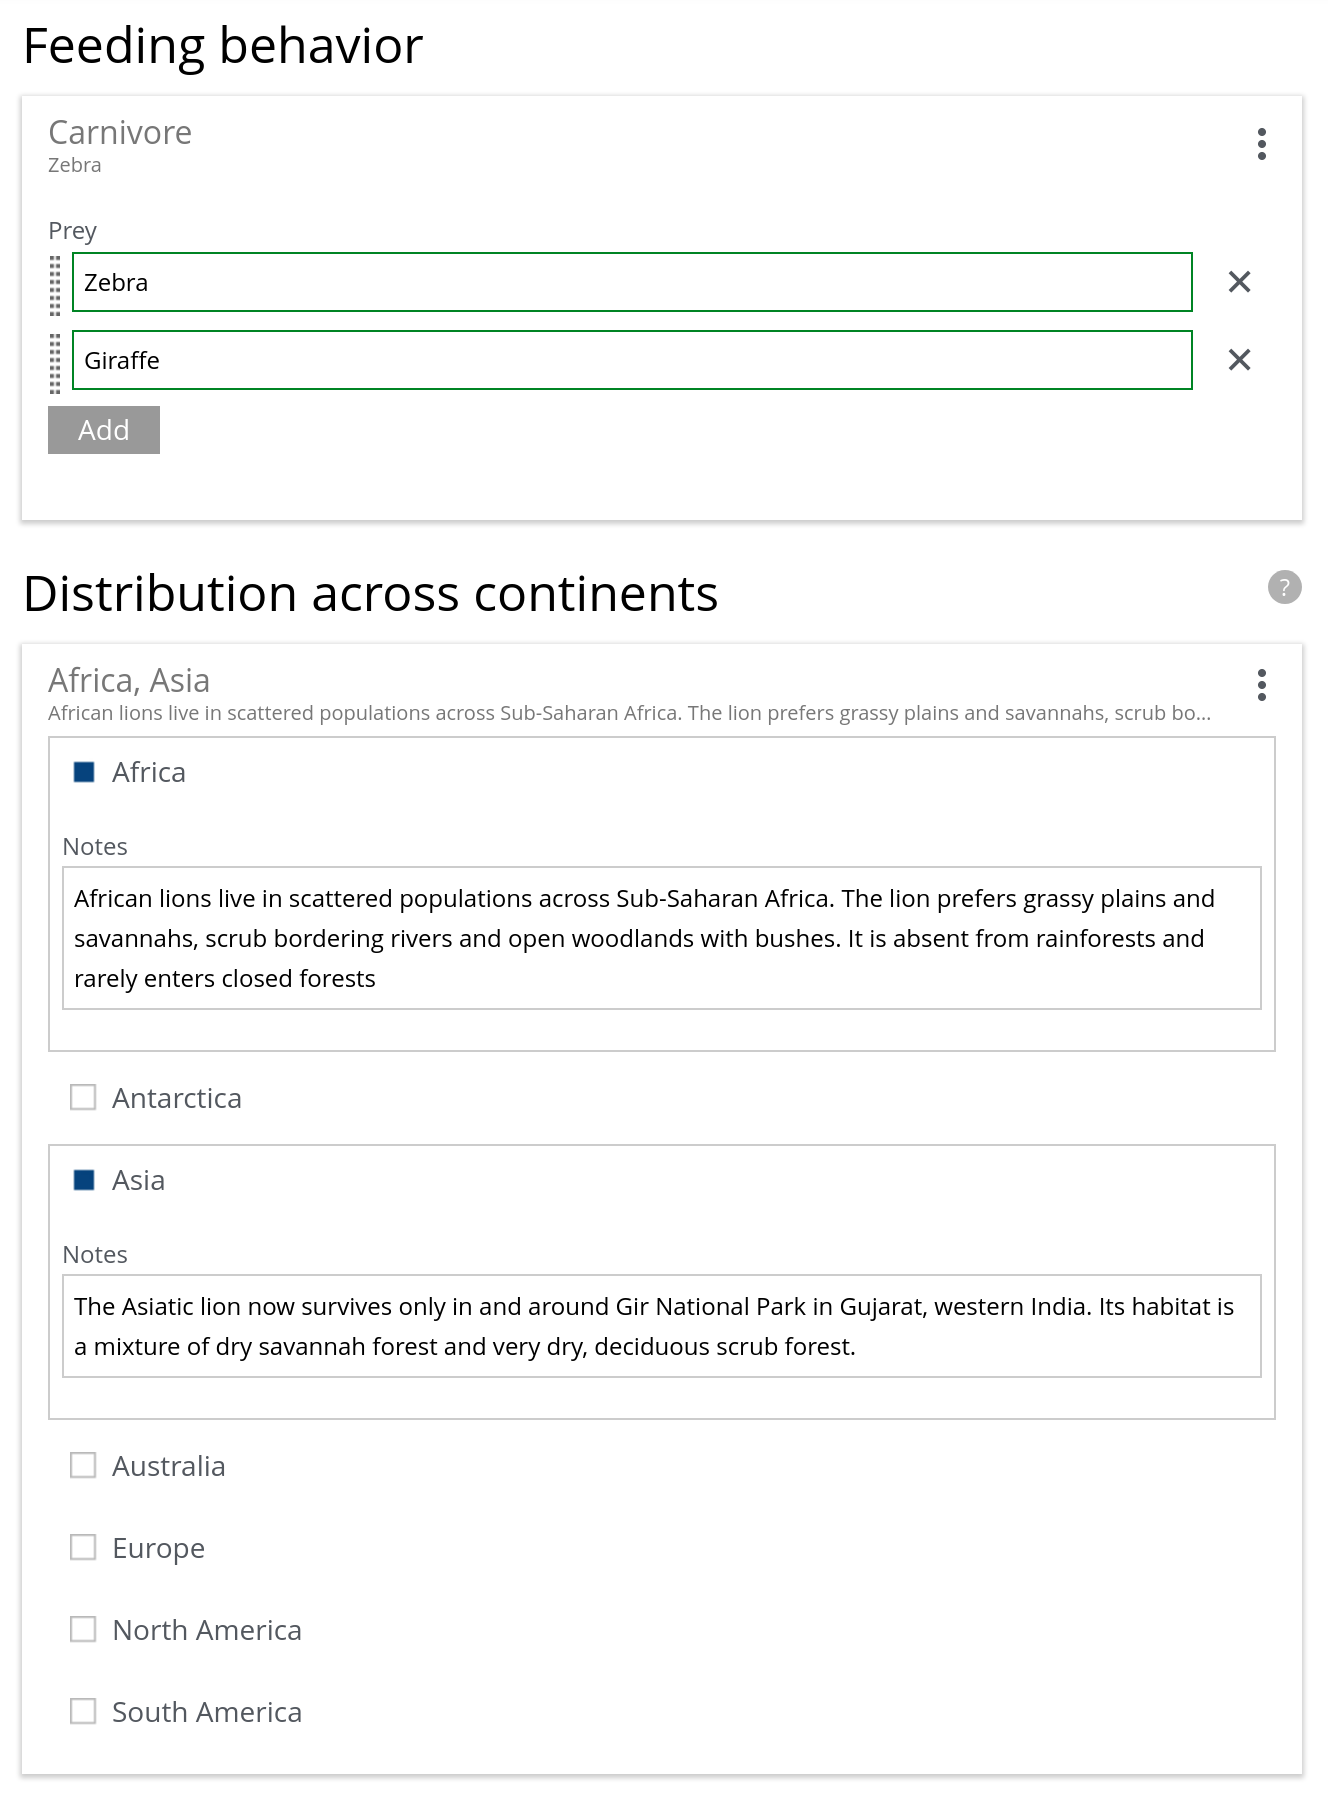 Feeding behavior
Carnivore
Zebra
Prey
Zebra
Giraffe
Add
Distribution across continents
?
Africa, Asia
African lions live in scattered populations across Sub-Saharan Africa. The lion prefers grassy plains and savannahs, scrub bo...
Africa
Notes
African lions live in scattered populations across Sub-Saharan Africa. The lion prefers grassy plains and
savannahs, scrub bordering rivers and open woodlands with bushes. It is absent from rainforests and
rarely enters closed forests
Antarctica
Asia
Notes
The Asiatic lion now survives only in and around Gir National Park in Gujarat, western India. Its habitat is
a mixture of dry savannah forest and very dry, deciduous scrub forest.
Australia
Europe
North America
South America